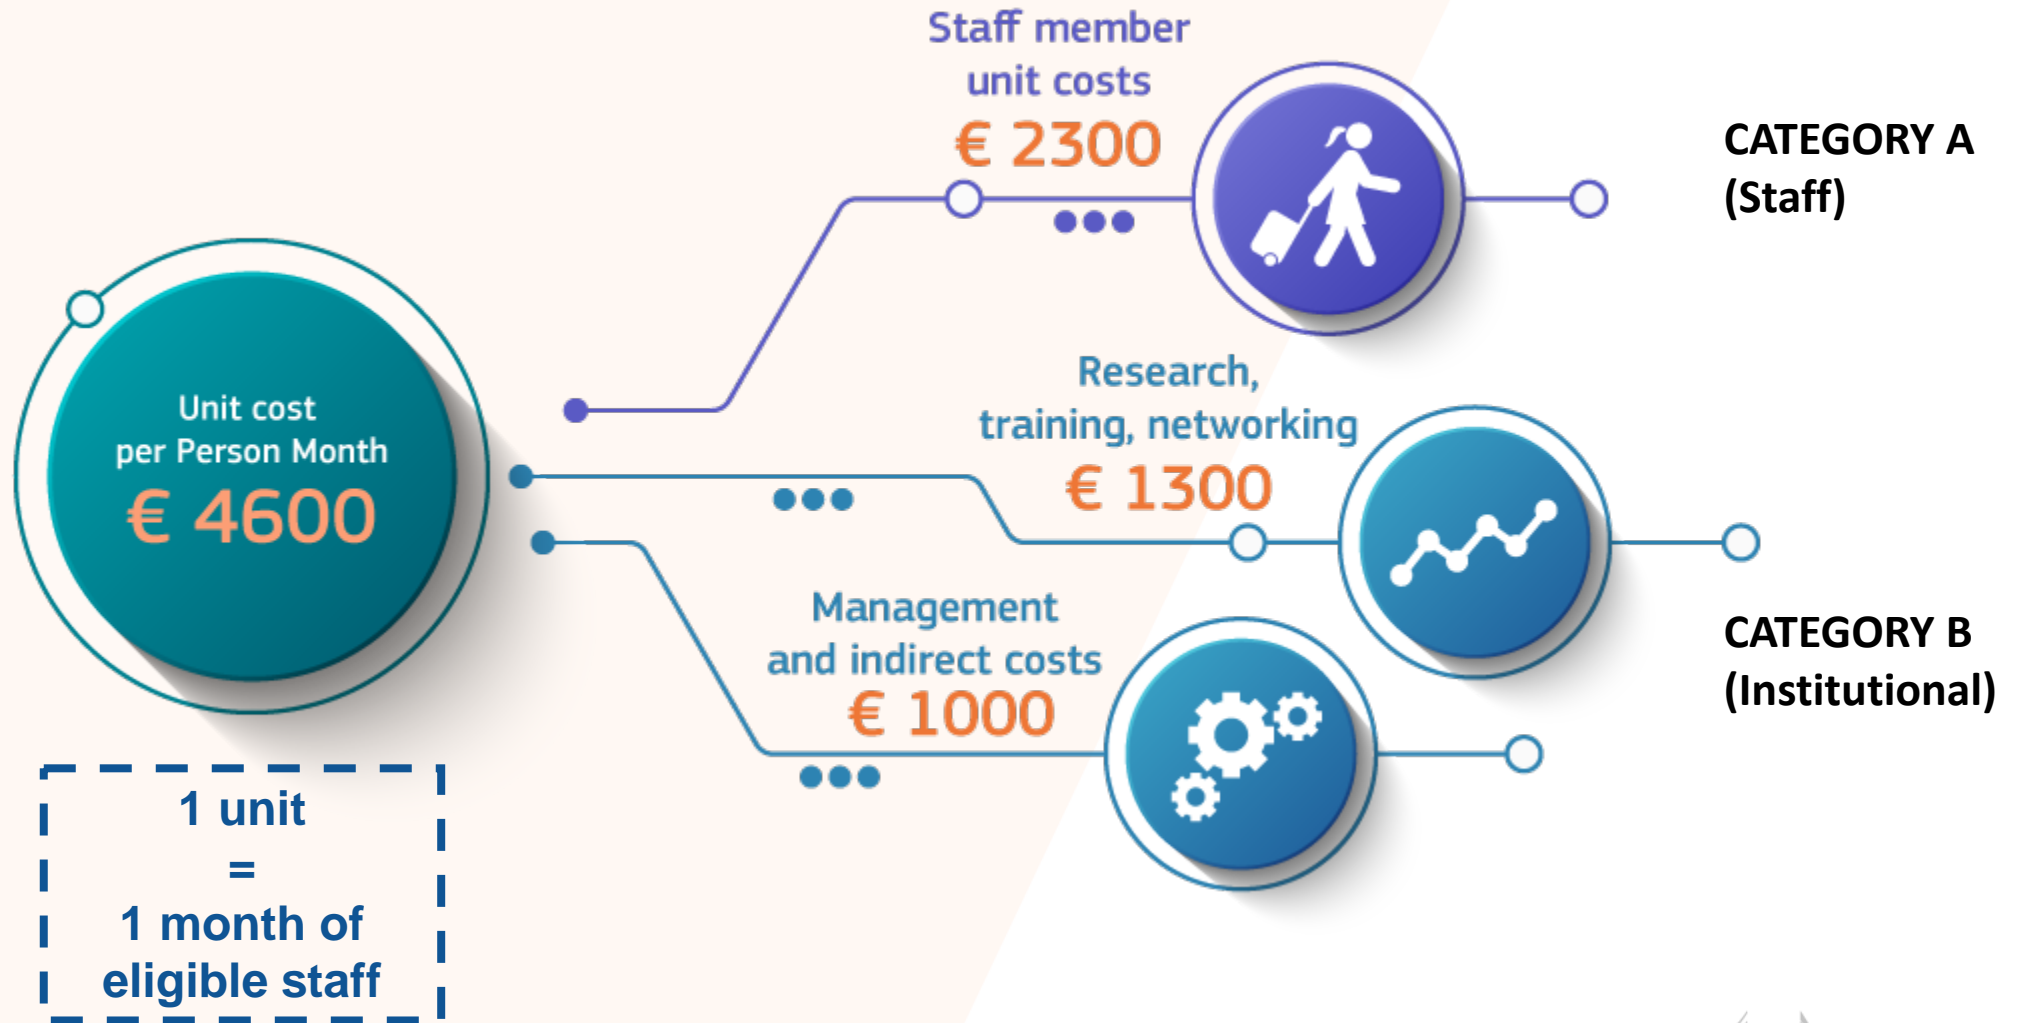 Staff member
unit costs
€ 2300
CATEGORY A
(Staff)
Unit cost
per Person Month
€ 4600
Research,
training, networking
€ 1300
Management
and indirect costs
€ 1000
CATEGORY B
(Institutional)
1 unit
=
1 month of
eligible staff